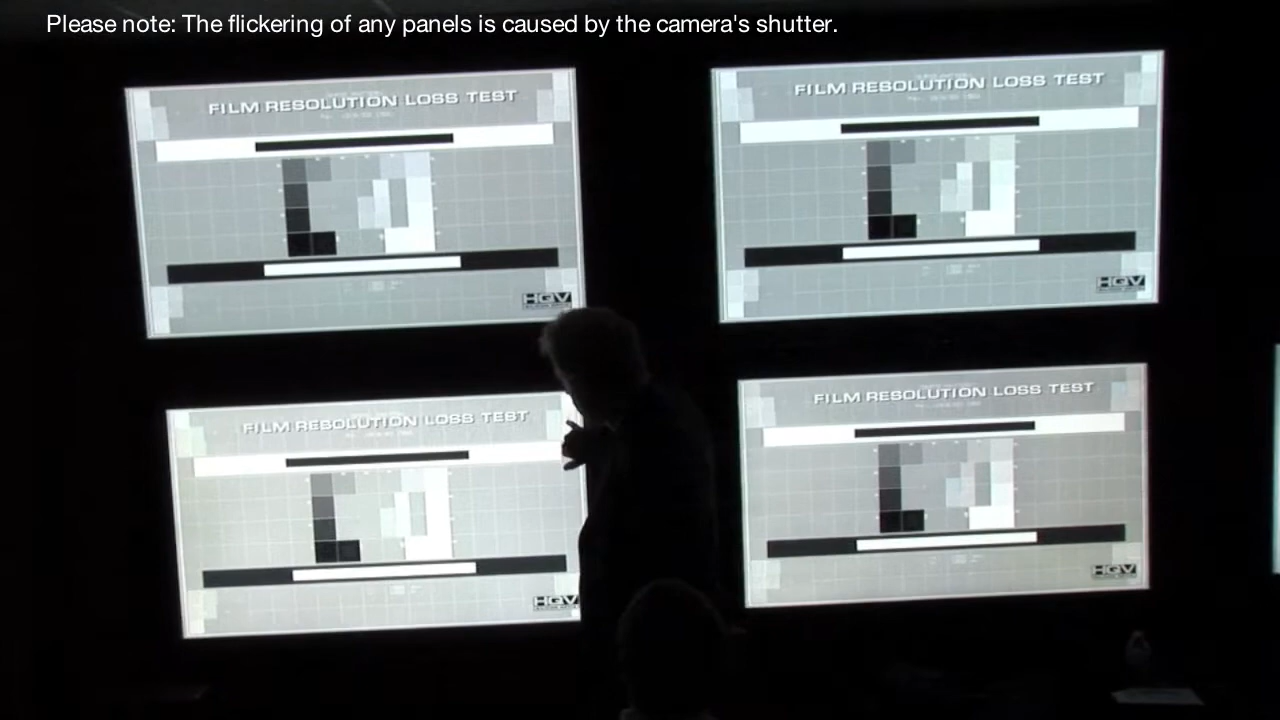 Please note: The flickering of any panels is caused by the camera's shutter.
FILM RESOLUTION LOSS TEST
FILM RESOLUTION LOSS TEST
HGV
HGV
FILM RESOLUTION LOSS TEST
FILM RESOLUTION LOSS TEST
HGV
HGV